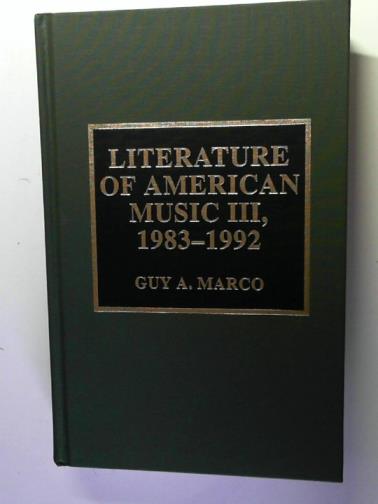 LITERATURE
OF AMERICAN
MUSIC III,
1983–1992
GUY A. MARCO